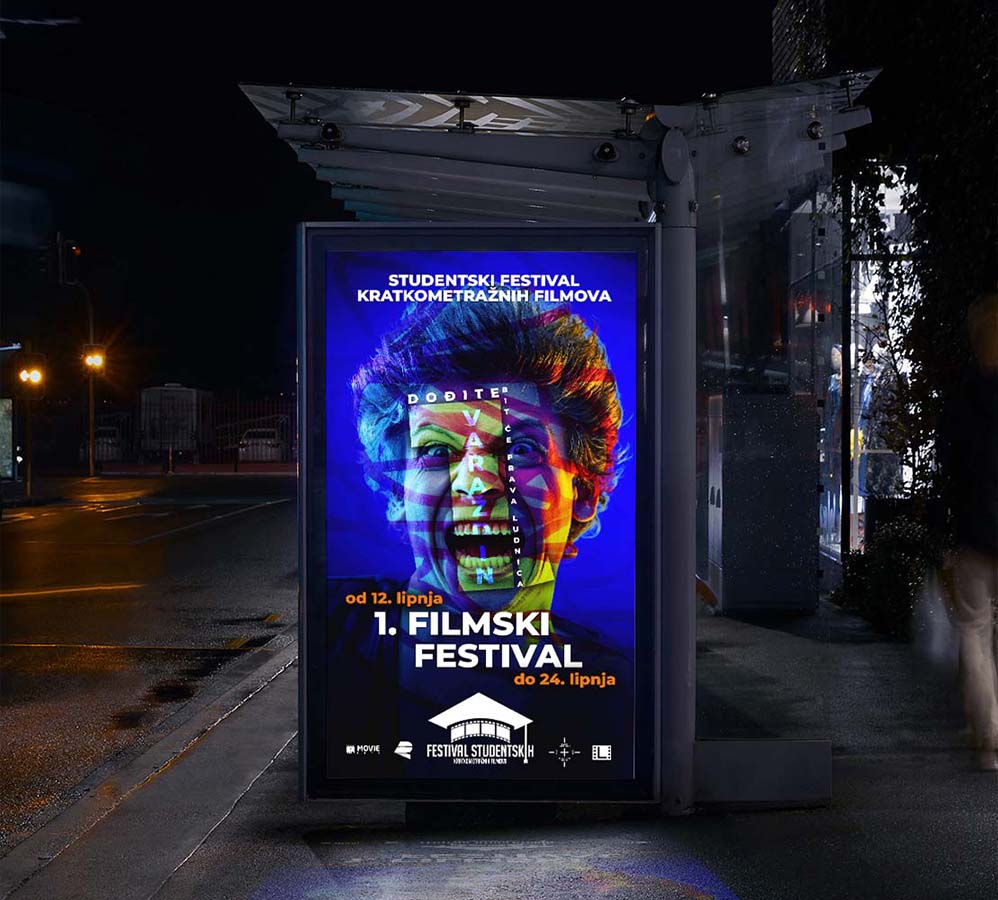 STUDENTSKI FESTIVAL
KRATKOMETRAŽNIH FILMOVA
DOĐITE
VARAŽDIN
BIT ĆE PRAVA LUDNICA
od 12. lipnja
1. FILMSKI
FESTIVAL
do 24. lipnja
MOVIE
FESTIVAL STUDENTSKIH